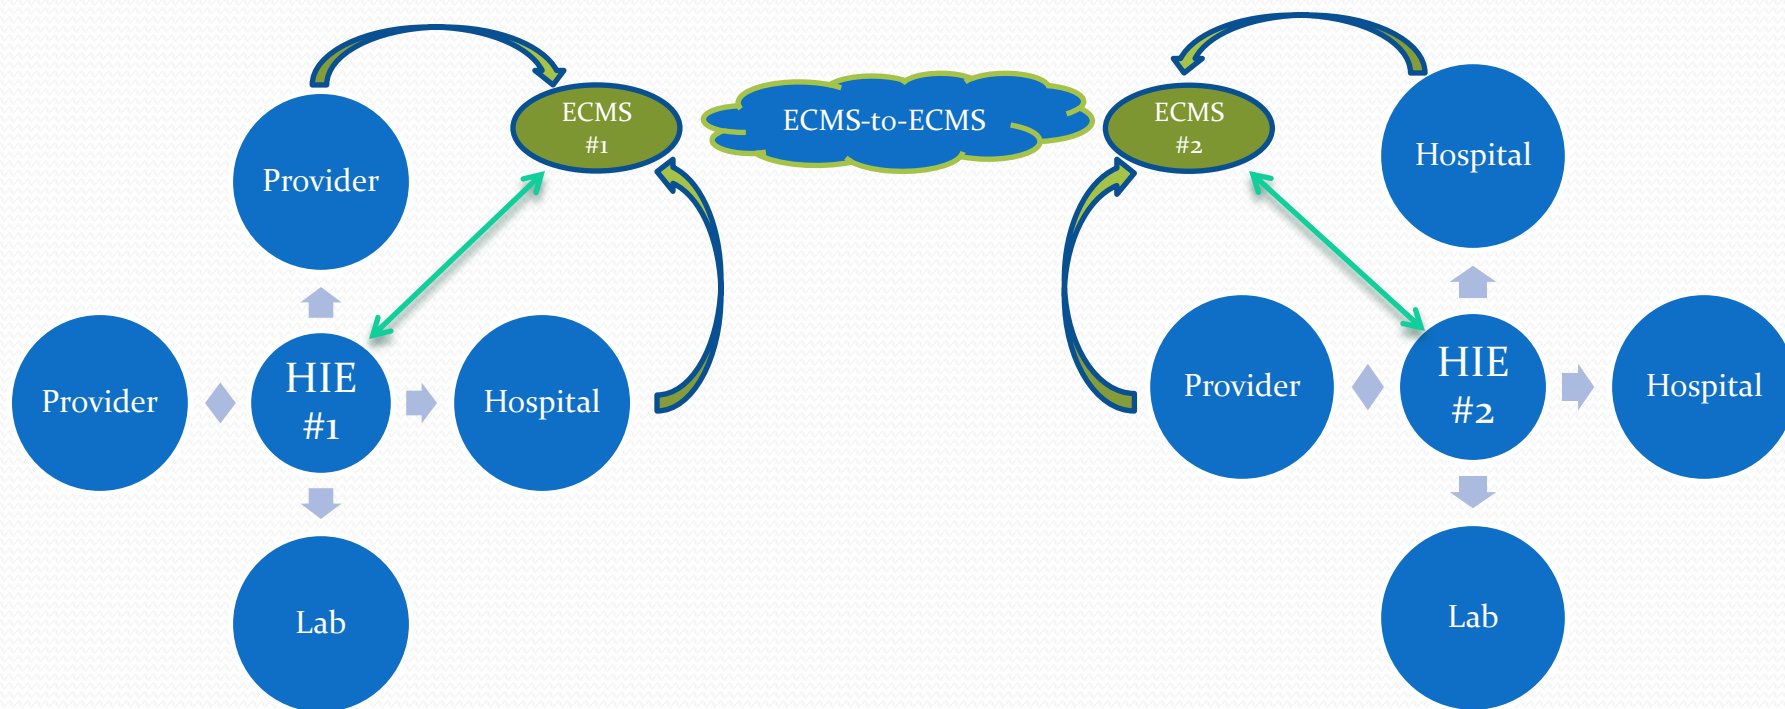 ECMS
#1
ECMS-to-ECMS
ECMS
#2
Provider
Hospital
Provider
HIE
#1
Hospital
Provider
HIE
#2
Hospital
Lab
Lab